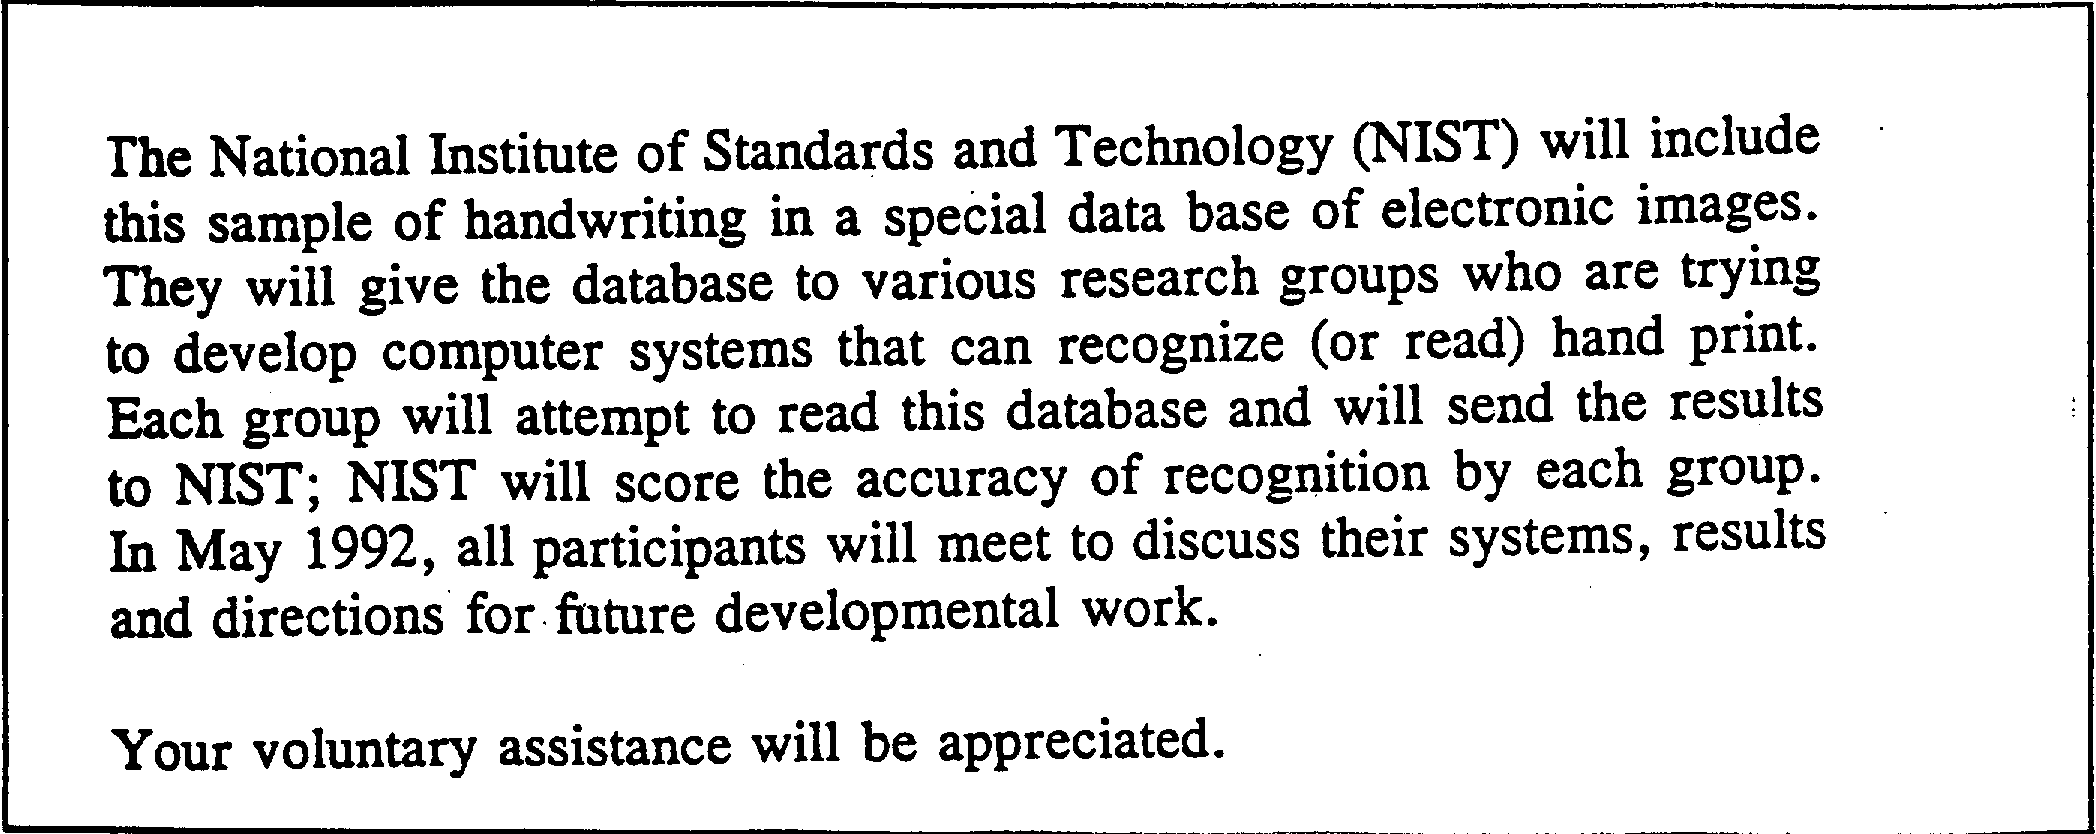 The National Institute of Standards and Technology (NIST) will include
this sample of handwriting in a special data base of electronic images.
They will give the database to various research groups who are trying
to develop computer systems that can recognize (or read) hand print.
Each group will attempt to read this database and will send the results
to NIST; NIST will score the accuracy of recognition by each group.
In May 1992, all participants will meet to discuss their systems, results
and directions for future developmental work.
Your voluntary assistance will be appreciated.